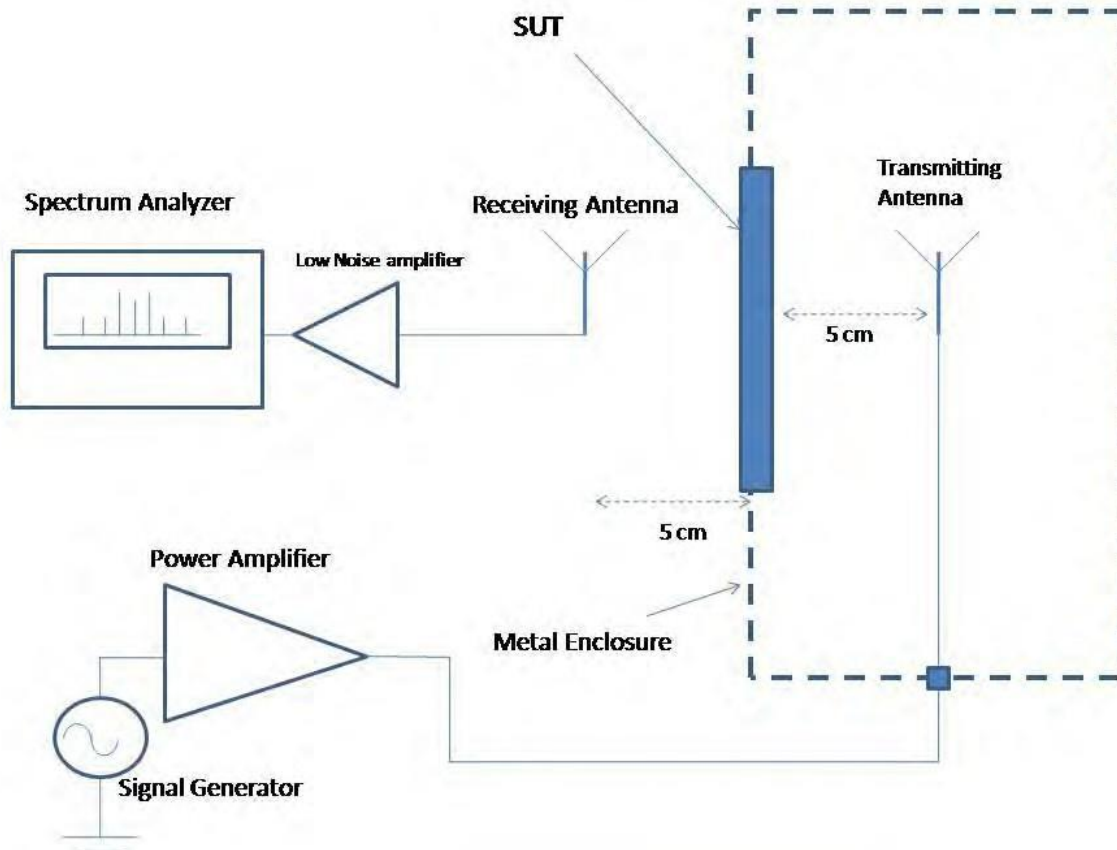 SUT
Transmitting
Antenna
Spectrum Analyzer
Receiving Antenna
Low Noise amplifier
5 cm
5 cm
Power Amplifier
Metal Enclosure
Signal Generator